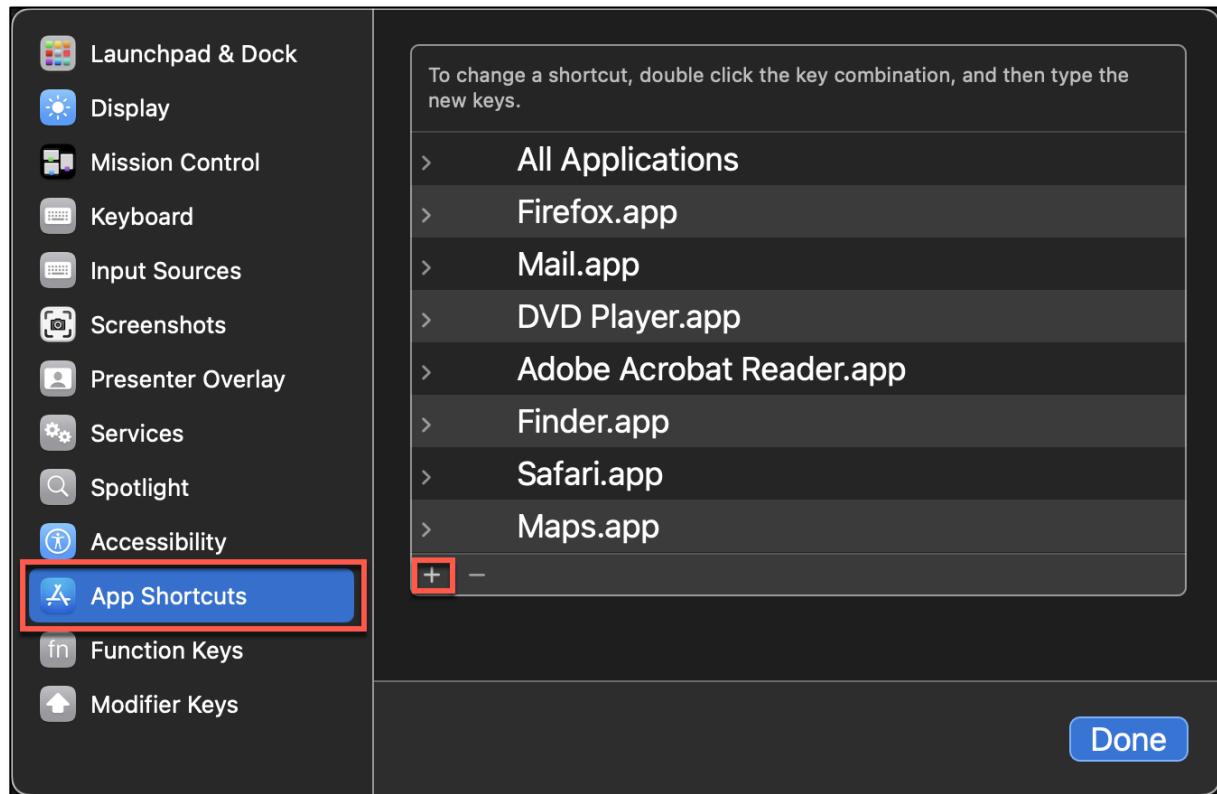 Launchpad & Dock
Display
Mission Control
Keyboard
Input Sources
Screenshots
Presenter Overlay
Services
Spotlight
Accessibility
App Shortcuts
fn Function Keys
Modifier Keys
To change a shortcut, double click the key combination, and then type the
new keys.
All Applications
Firefox.app
Mail.app
DVD Player.app
Adobe Acrobat Reader.app
Finder.app
Safari.app
Maps.app
+ −
Done